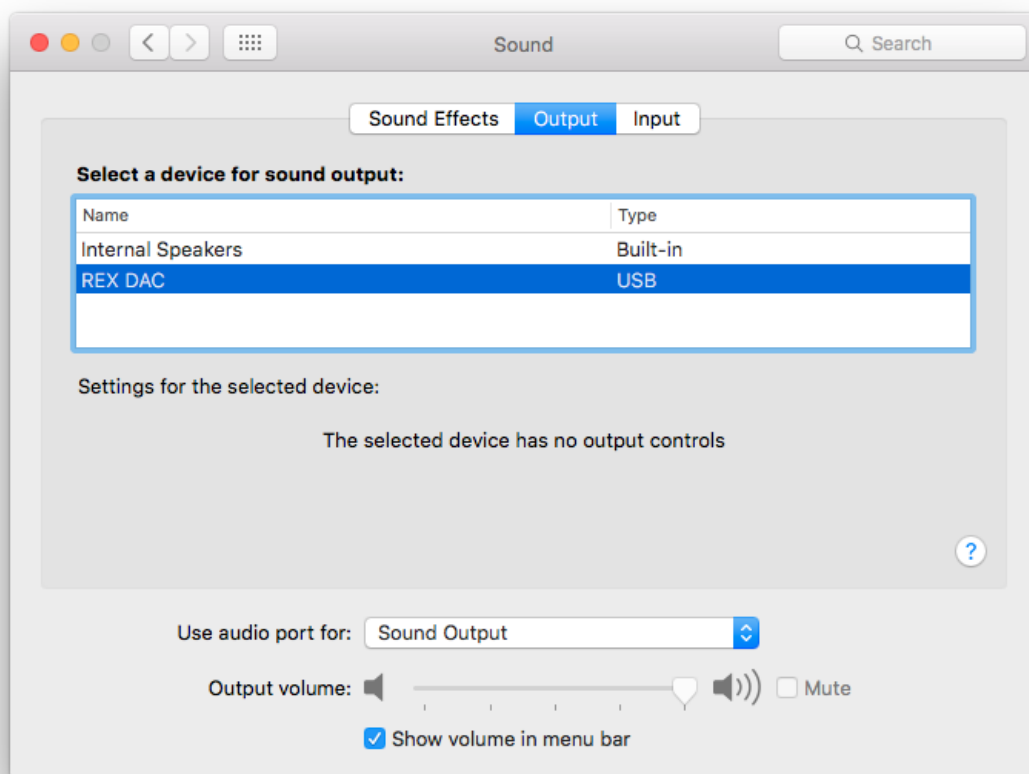 Sound
Search
Sound Effects Output Input
Select a device for sound output:
Name Type
Internal Speakers Built-in
REX DAC USB
Settings for the selected device:
The selected device has no output controls
?
Use audio port for: Sound Output
Output volume: Mute
Show volume in menu bar